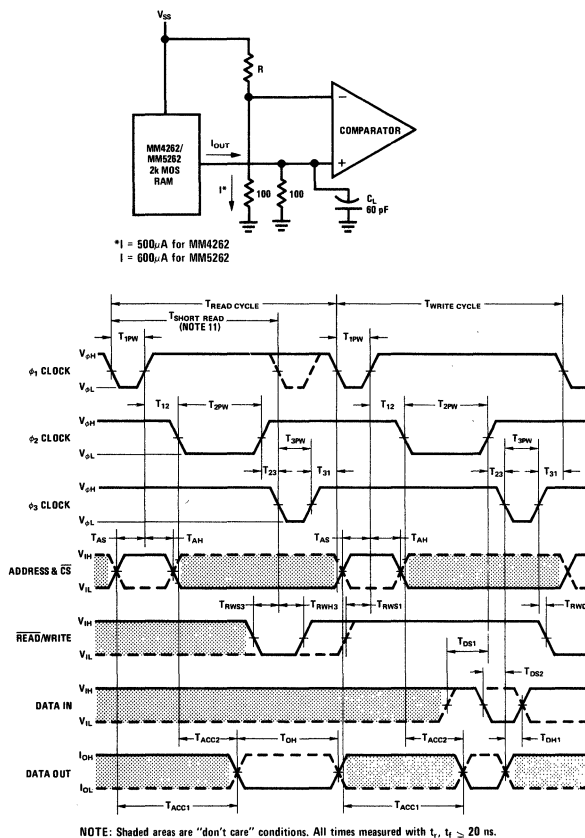 VSS
R
MM4262/
MM5262
2k MOS
RAM
IOUT
I*
100
100
−
+
COMPARATOR
CL
60 pF
*I = 500µA for MM4262
I = 600µA for MM5262
TREAD CYCLE
TWRITE CYCLE
TSHORT READ
(NOTE 11)
T1PW
T1PW
ϕ1 CLOCK
VϕH
VϕL
T12
T2PW
T12
T2PW
ϕ2 CLOCK
VϕH
VϕL
T3PW
T3PW
T23
T31
T23
T31
ϕ3 CLOCK
VϕH
VϕL
TAS
TAH
TAS
TAH
ADDRESS & C̅S̅
VIH
VIL
TRWS3
TRWH3
TRWS1
R̅E̅A̅D̅/WRITE
VIH
VIL
TDS1
TDS2
DATA IN
VIH
VIL
TACC2
TOH
TACC2
TDH1
DATA OUT
IOH
IOL
TACC1
TACC1
NOTE: Shaded areas are "don't care" conditions. All times measured with tr, tf ≥ 20 ns.